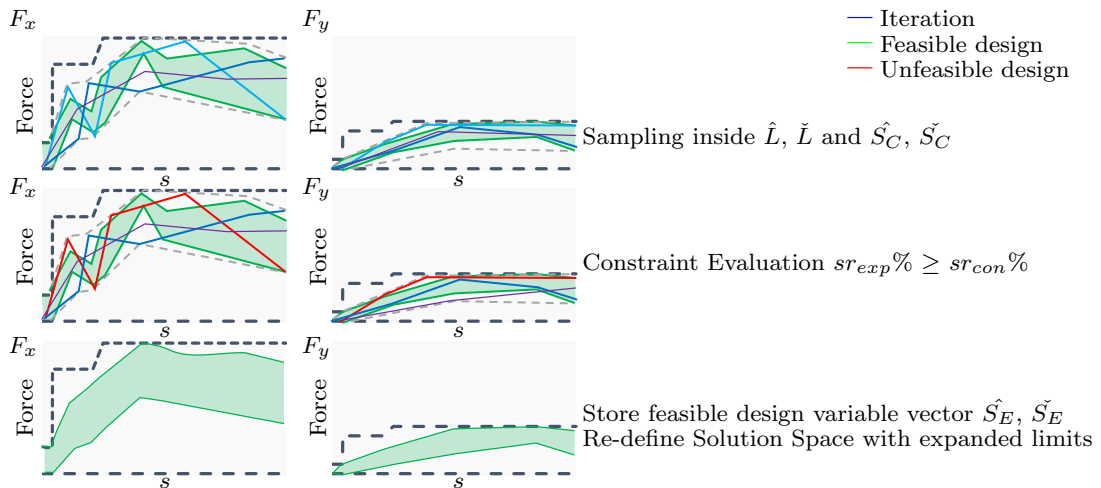 F_x
F_y
Iteration
Feasible design
Unfeasible design
Force
Force
Sampling inside L̂, Ľ and Ŝ_C, Š_C
s
s
F_x
F_y
Force
Force
Constraint Evaluation sr_exp% ≥ sr_con%
s
s
F_x
F_y
Force
Force
Store feasible design variable vector Ŝ_E, Š_E
Re-define Solution Space with expanded limits
s
s